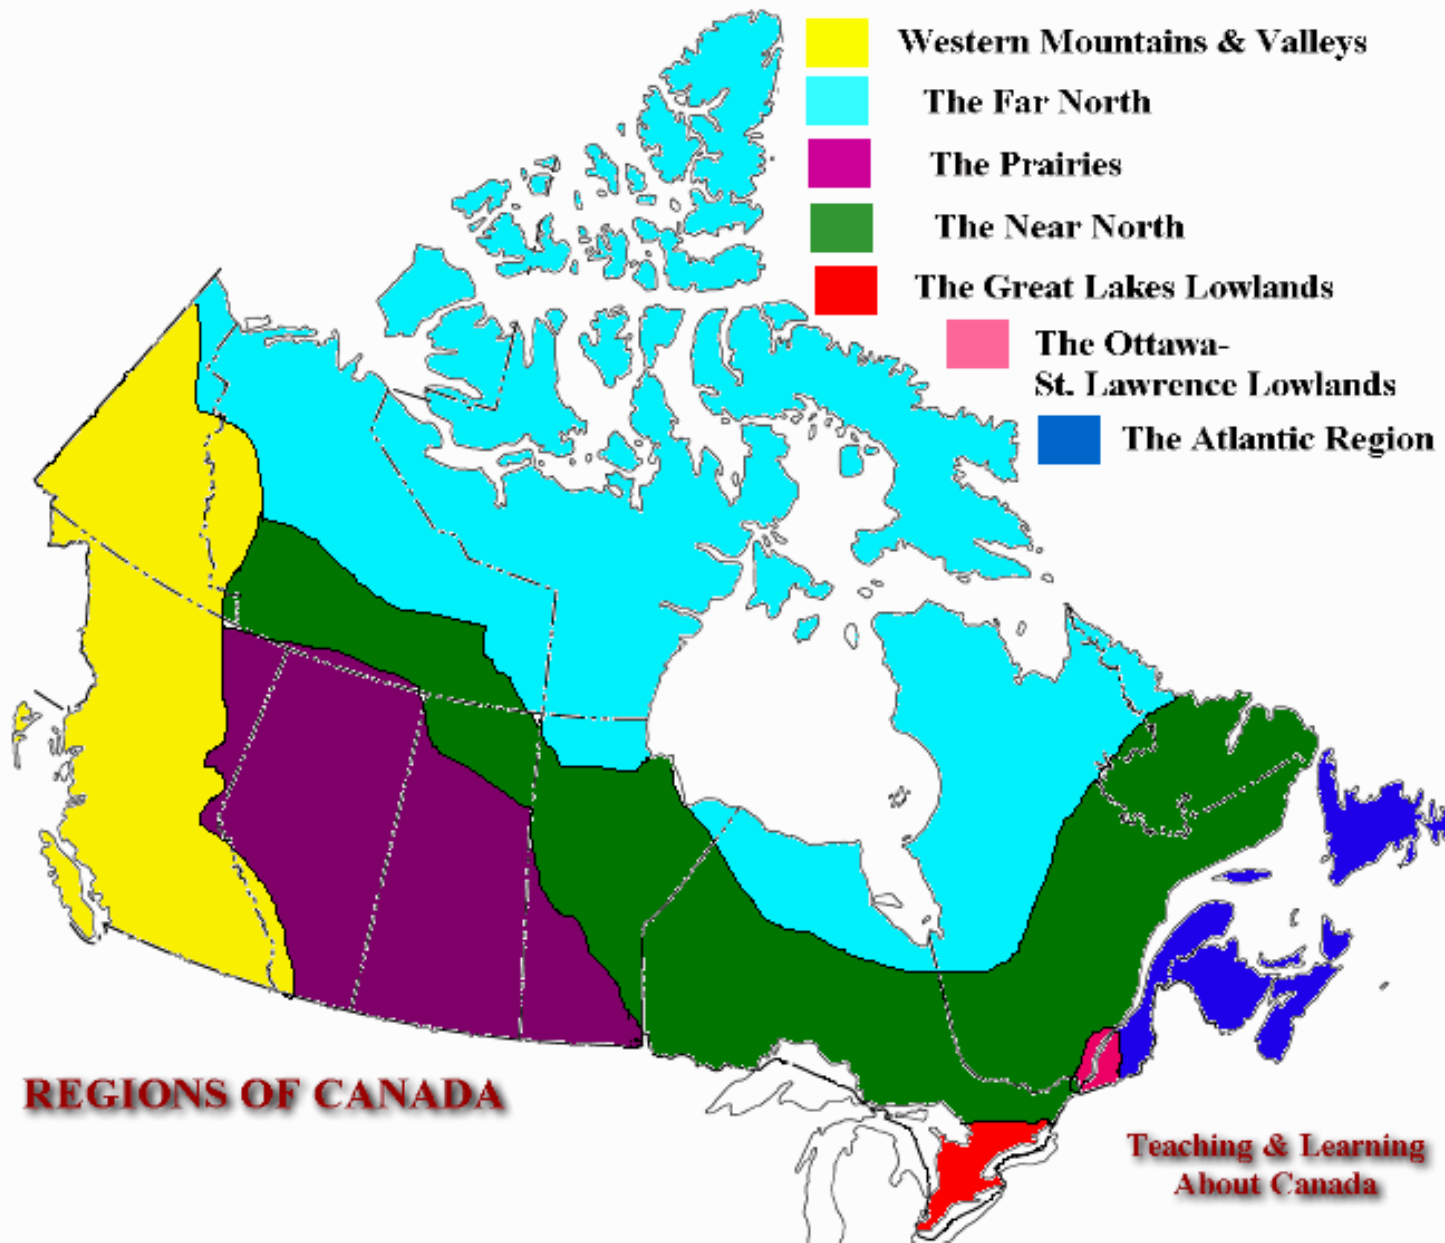 Western Mountains & Valleys
The Far North
The Prairies
The Near North
The Great Lakes Lowlands
The Ottawa-
St. Lawrence Lowlands
The Atlantic Region
REGIONS OF CANADA
Teaching & Learning
About Canada